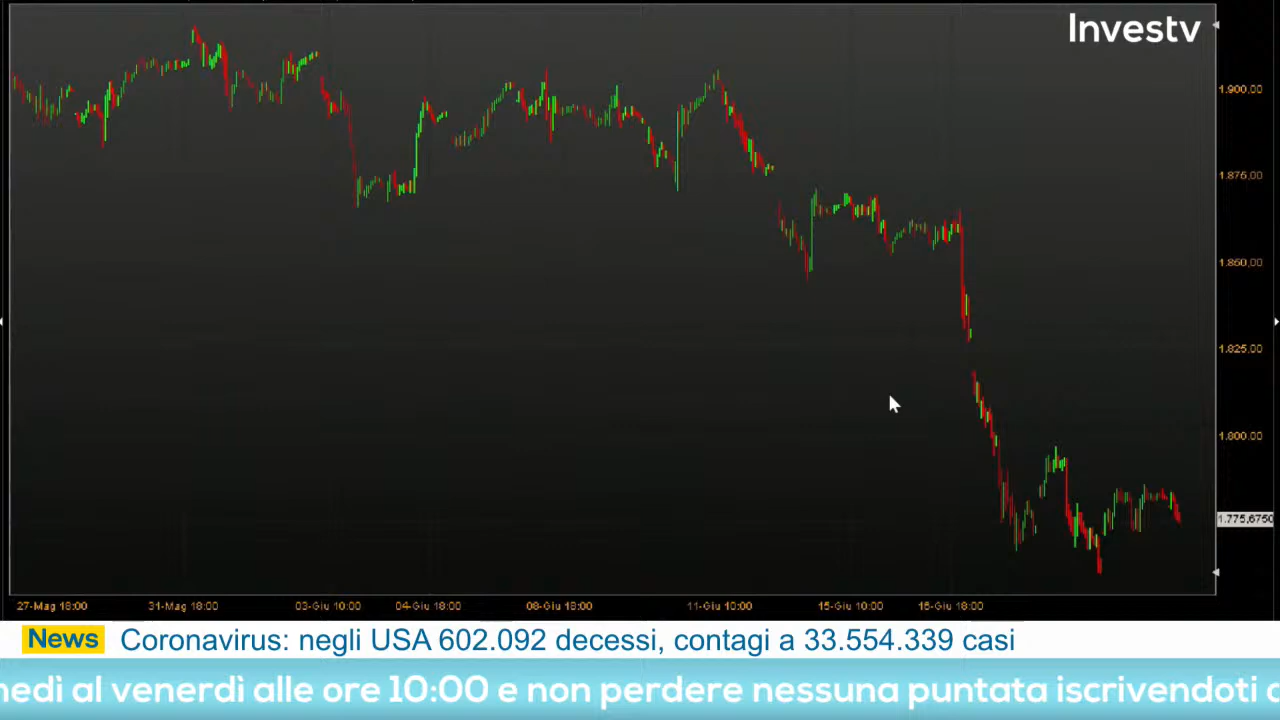 Investv
1.900,00
1.875,00
1.850,00
1.825,00
1.800,00
1.775,6750
27-Mag 18:00 31-Mag 18:00 03-Giu 10:00 04-Giu 18:00 08-Giu 18:00 11-Giu 10:00 15-Giu 10:00 16-Giu 18:00
News Coronavirus: negli USA 602.092 decessi, contagi a 33.554.339 casi
nedì al venerdì alle ore 10:00 e non perdere nessuna puntata iscrivendoti